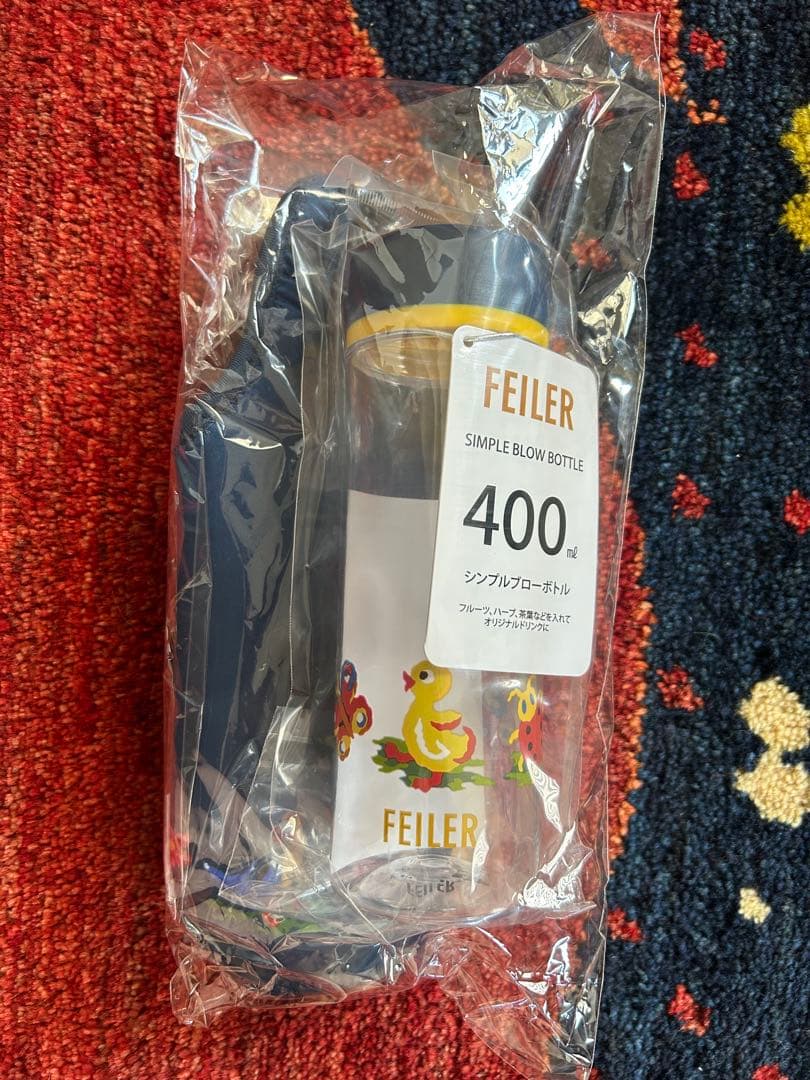 FEILER
SIMPLE BLOW BOTTLE
400㎖
シンプルブローボトル
フルーツ、ハーブ、茶葉などを入れて
オリジナルドリンクに
FEILER
FEILER